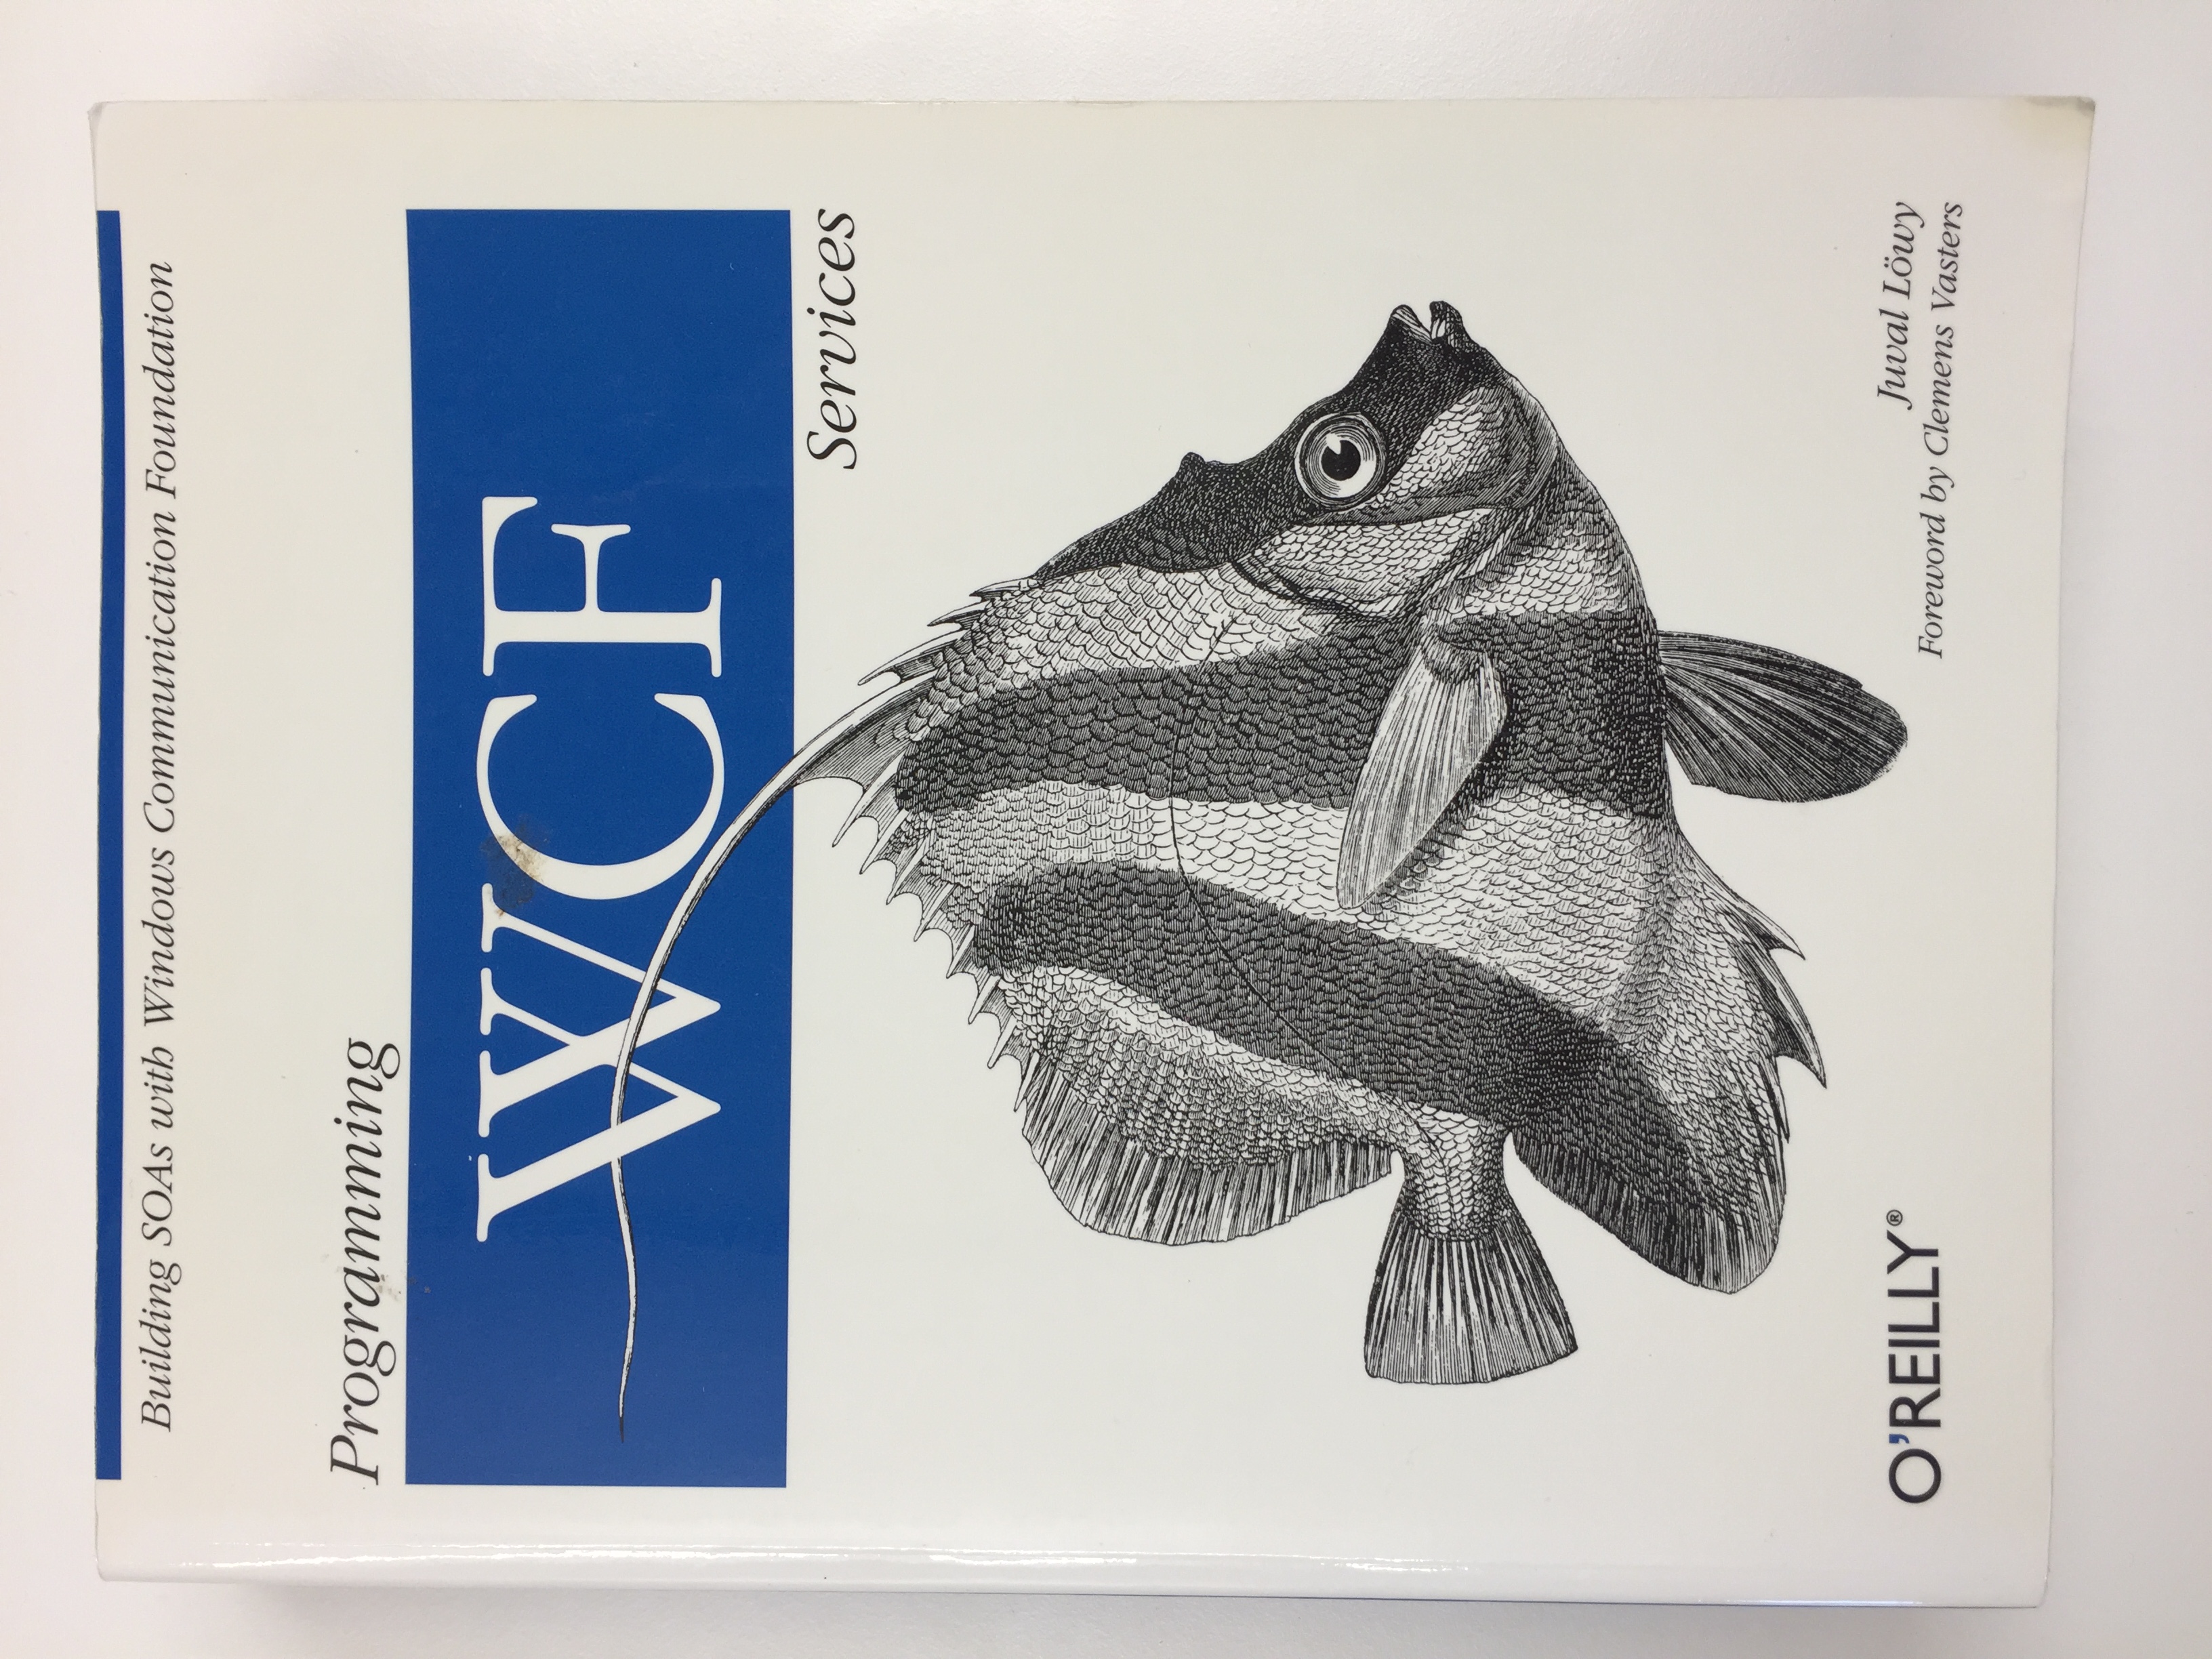 Building SOAs with Windows Communication Foundation
Programming
WCF
Services
O'REILLY®
Juval Löwy
Foreword by Clemens Vasters